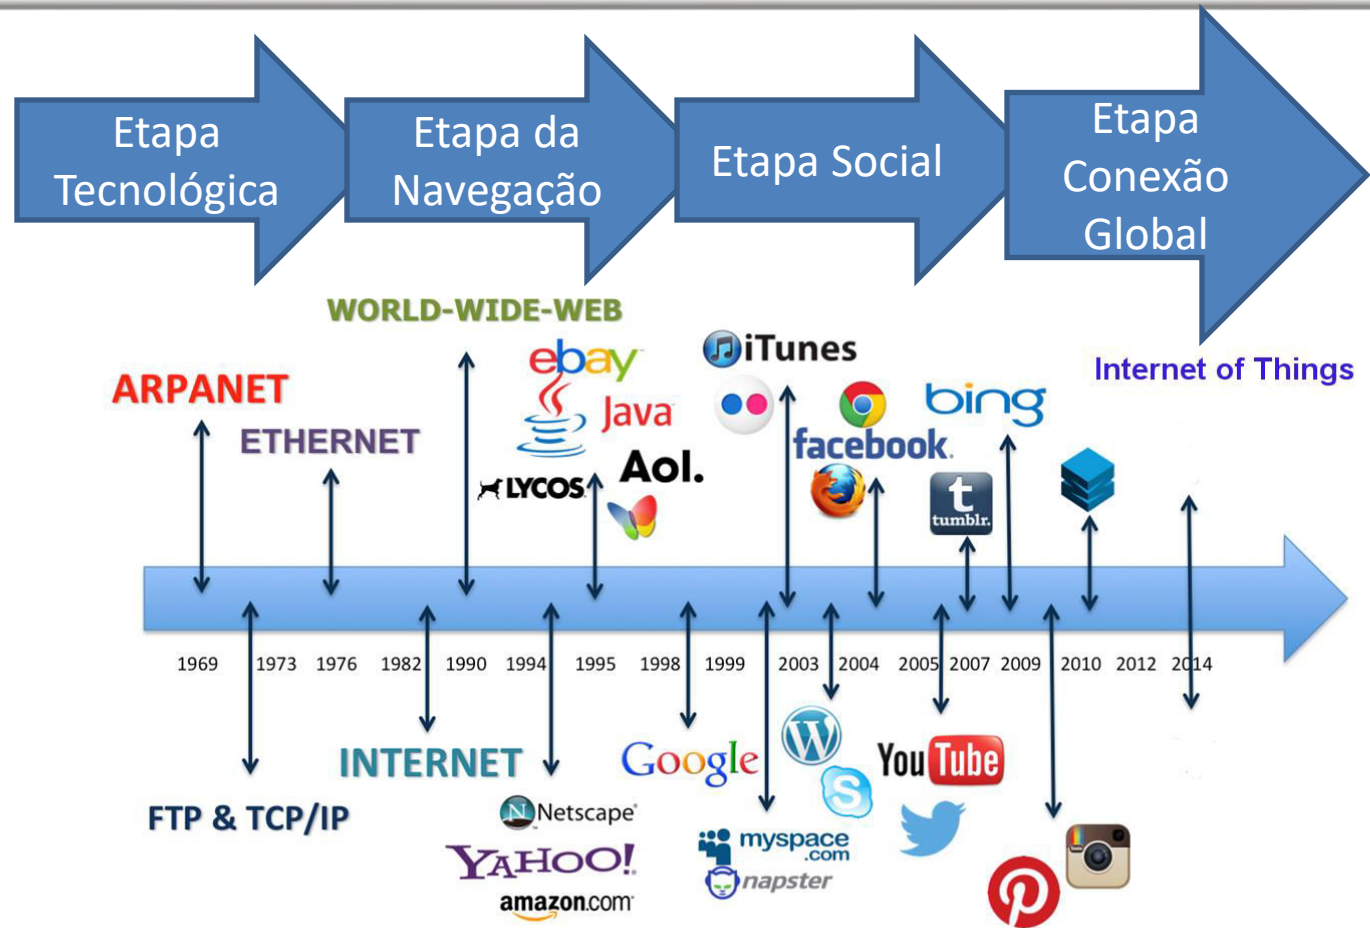 Etapa
Tecnológica
Etapa da
Navegação
Etapa Social
Etapa
Conexão
Global
WORLD-WIDE-WEB
ARPANET
ETHERNET
ebay
Java
LYCOS
Aol.
iTunes
facebook.
bing
t
tumblr.
Internet of Things
1969 1973 1976 1982 1990 1994 1995 1998 1999 2003 2004 2005 2007 2009 2010 2012 2014
FTP & TCP/IP
INTERNET
N Netscape
YAHOO!
amazon.com
Google
myspace
.com
napster
W
S
You Tube
P